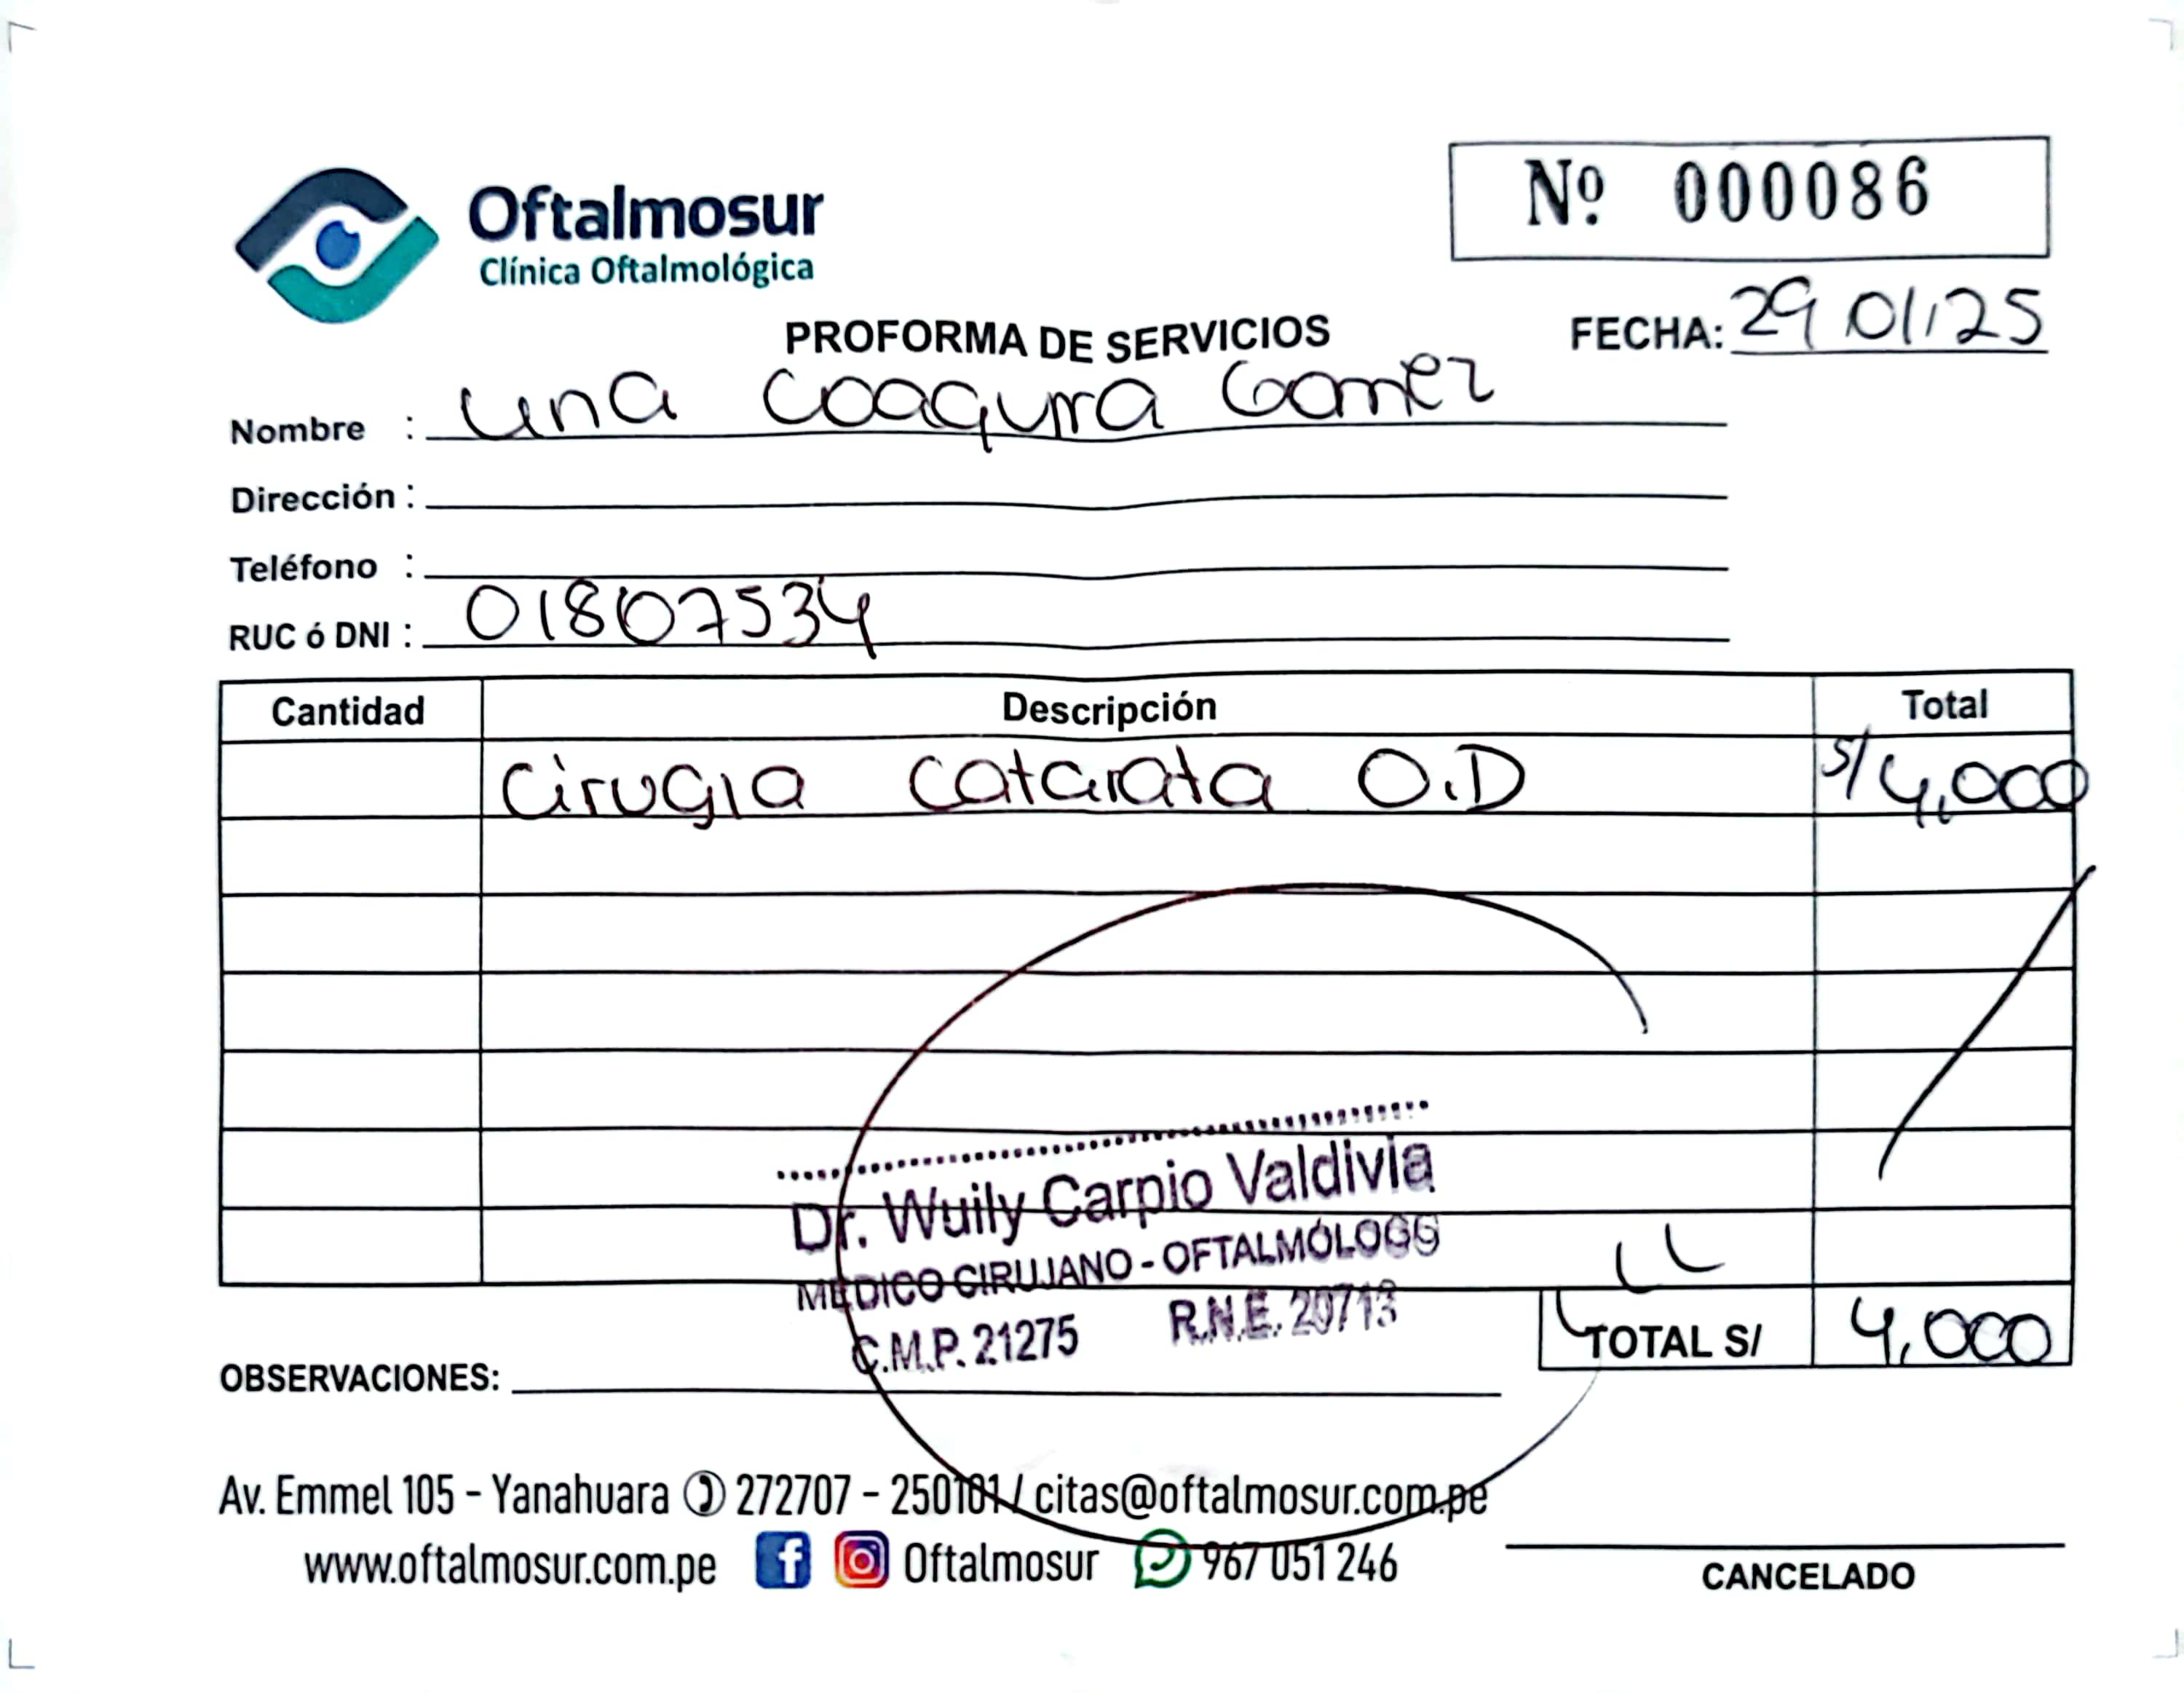 Oftalmosur
Clínica Oftalmológica
Nº 000086
FECHA: 29 01/25
PROFORMA DE SERVICIOS
Nombre : Lina Coaquira Gomez
Dirección :
Teléfono :
RUC ó DNI : 01807534
Cantidad Descripción Total
Cirugia Catarata O.D S/4,000
Dr. Wuily Carpio Valdivia
MEDICO CIRUJANO - OFTALMÓLOGO
C.M.P. 21275 R.N.E. 20713
TOTAL S/ 4,000
OBSERVACIONES:
Av. Emmel 105 - Yanahuara 272707 - 250101 / citas@oftalmosur.com.pe
www.oftalmosur.com.pe Oftalmosur 967 051 246
CANCELADO